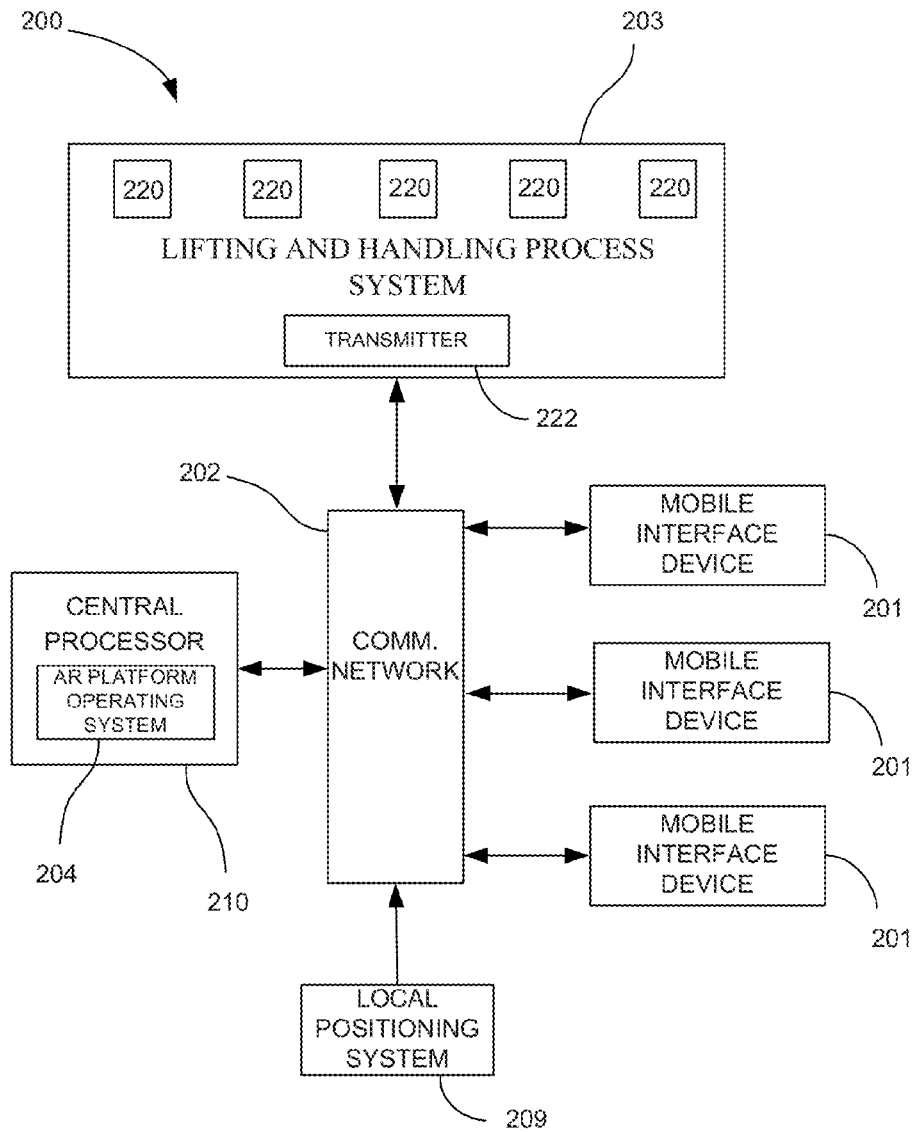 200
203
220 220 220 220 220
LIFTING AND HANDLING PROCESS
SYSTEM
TRANSMITTER
222
202
MOBILE
INTERFACE
DEVICE
201
CENTRAL
PROCESSOR
AR PLATFORM
OPERATING
SYSTEM
204
210
COMM.
NETWORK
MOBILE
INTERFACE
DEVICE
201
MOBILE
INTERFACE
DEVICE
201
LOCAL
POSITIONING
SYSTEM
209